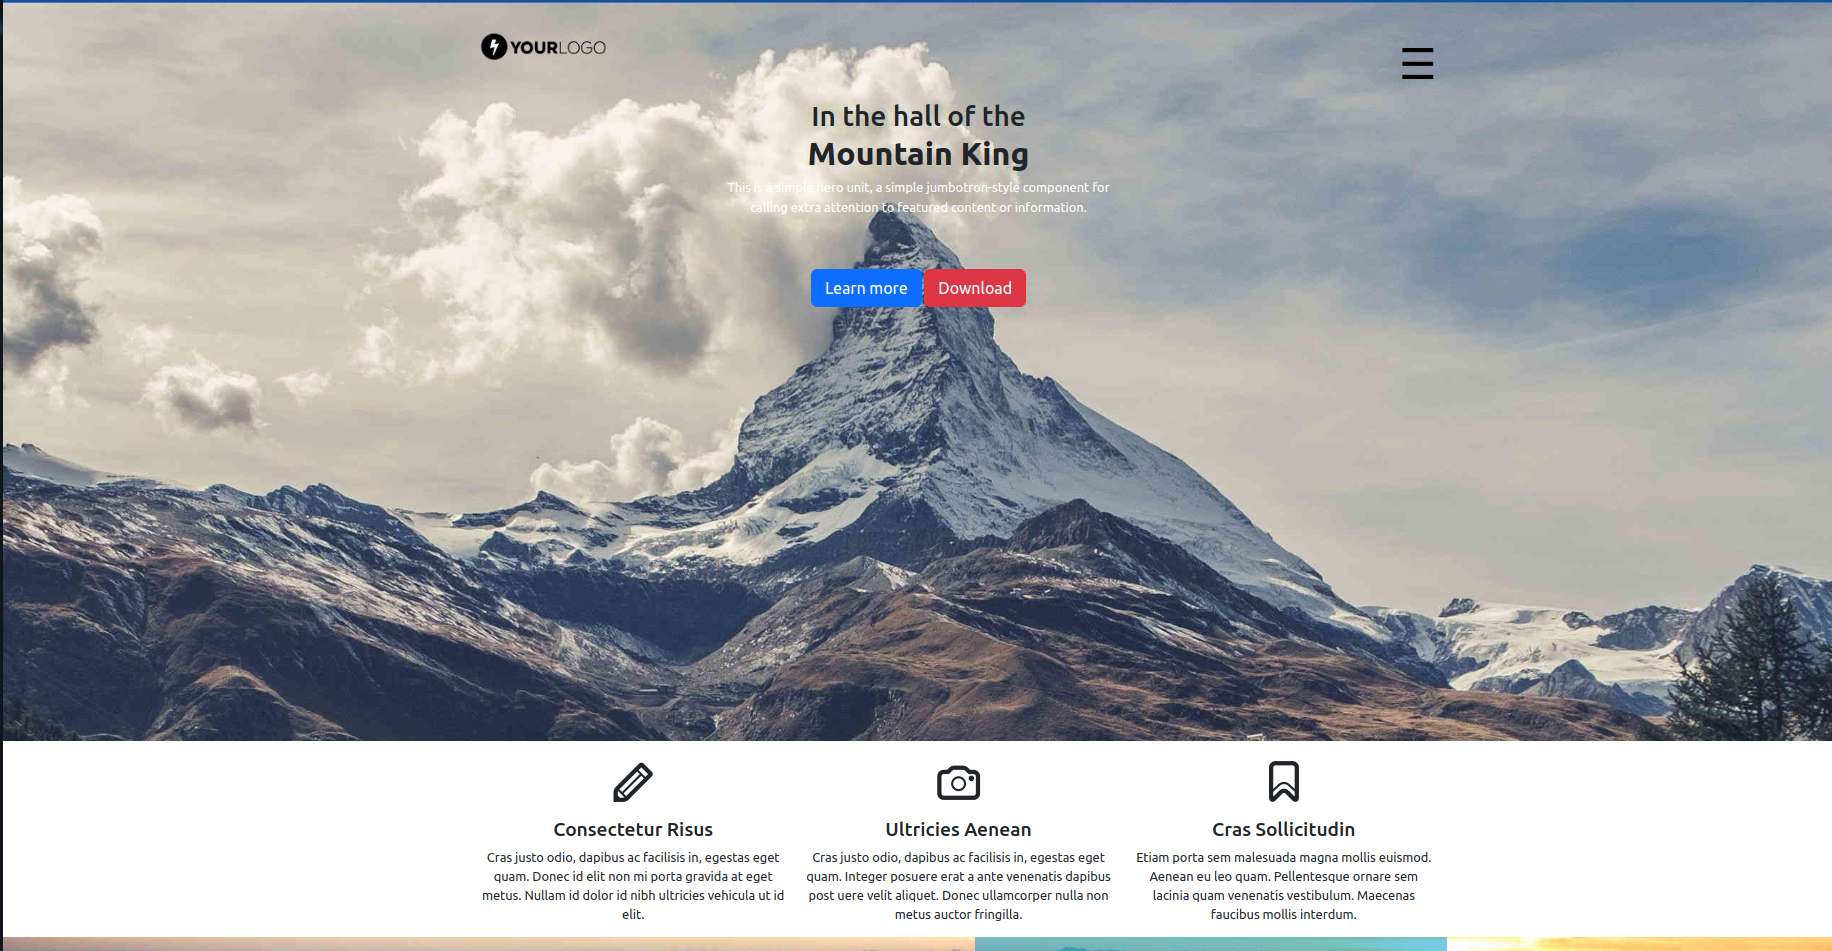 YOURLOGO
In the hall of the
Mountain King
This is a simple hero unit, a simple jumbotron-style component for
calling extra attention to featured content or information.
Learn more
Download
Consectetur Risus
Cras justo odio, dapibus ac facilisis in, egestas eget
quam. Donec id elit non mi porta gravida at eget
metus. Nullam id dolor id nibh ultricies vehicula ut id
elit.
Ultricies Aenean
Cras justo odio, dapibus ac facilisis in, egestas eget
quam. Integer posuere erat a ante venenatis dapibus
post uere velit aliquet. Donec ullamcorper nulla non
metus auctor fringilla.
Cras Sollicitudin
Etiam porta sem malesuada magna mollis euismod.
Aenean eu leo quam. Pellentesque ornare sem
lacinia quam venenatis vestibulum. Maecenas
faucibus mollis interdum.